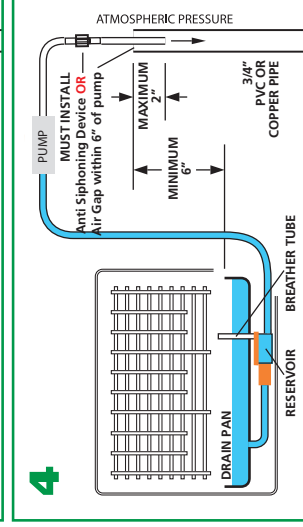 4
ATMOSPHERIC PRESSURE
PUMP
MUST INSTALL
Anti Siphoning Device OR
Air Gap within 6" of pump
MAXIMUM
2"
MINIMUM
6"
3/4"
PVC OR
COPPER PIPE
DRAIN PAN
BREATHER TUBE
RESERVOIR